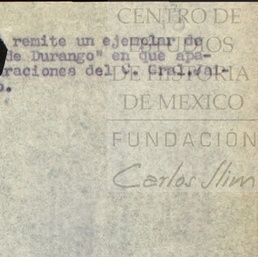 CENTRO DE
ESTUDIOS
DE HISTORIA
DE MEXICO
FUNDACIÓN
Carlos Slim
remite un ejemplar de
de Durango" en que apa-
raciones del C. Gral.
o.